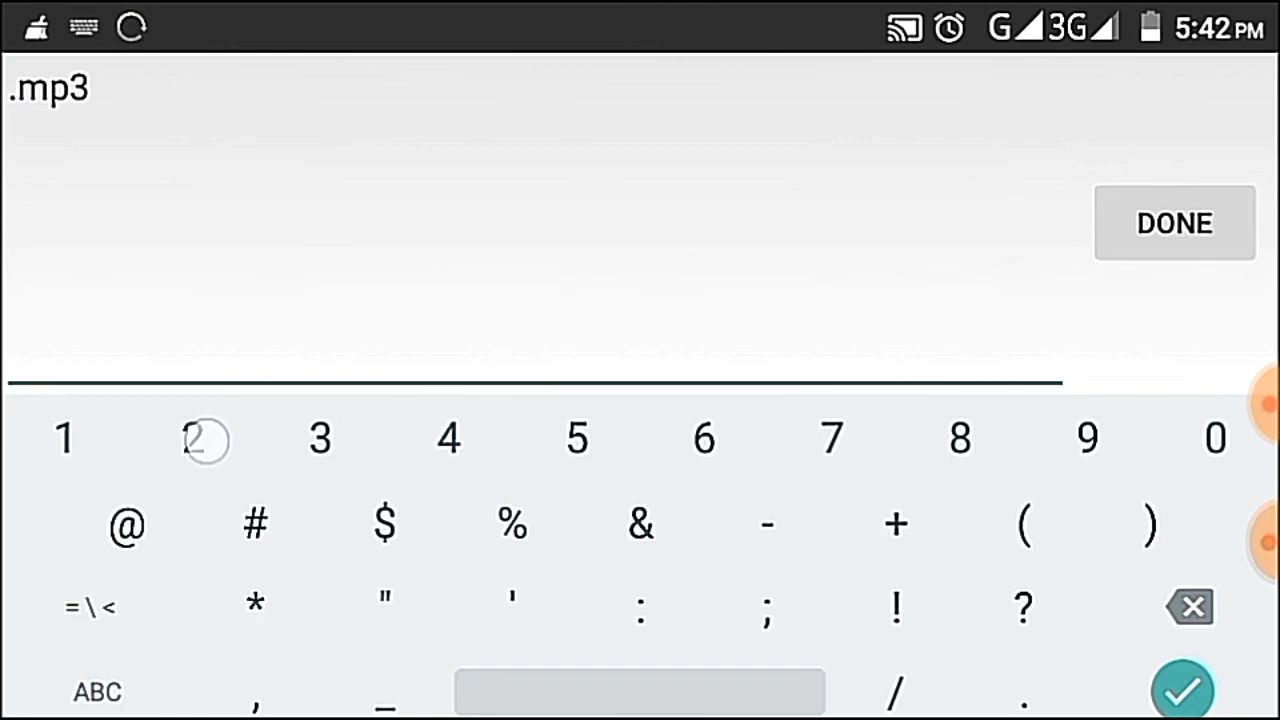 G 3G 5:42 PM
.mp3
DONE
1 2 3 4 5 6 7 8 9 0
@ # $ % & - + ( )
=\< * " ' : ; ! ?
ABC , _ / .